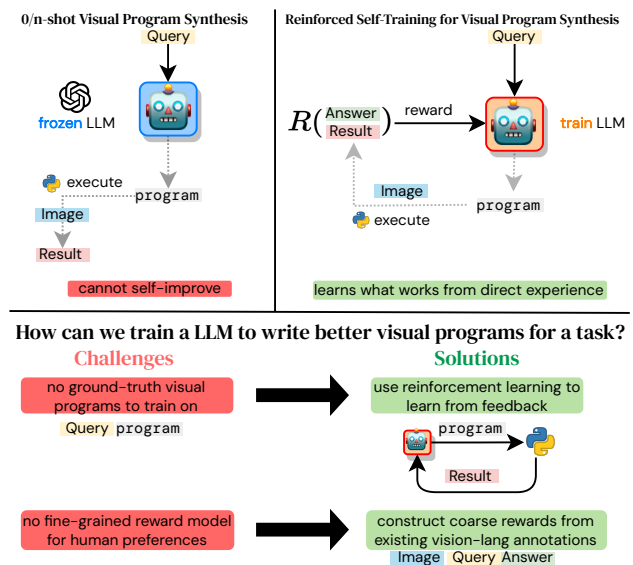 0/n-shot Visual Program Synthesis
Query
frozen LLM
execute
program
Image
Result
cannot self-improve
Reinforced Self-Training for Visual Program Synthesis
Query
R(Answer
Result)
reward
train LLM
Image
program
execute
learns what works from direct experience
How can we train a LLM to write better visual programs for a task?
Challenges
Solutions
no ground-truth visual
programs to train on
Query program
use reinforcement learning to
learn from feedback
program
Result
no fine-grained reward model
for human preferences
construct coarse rewards from
existing vision-lang annotations
Image Query Answer